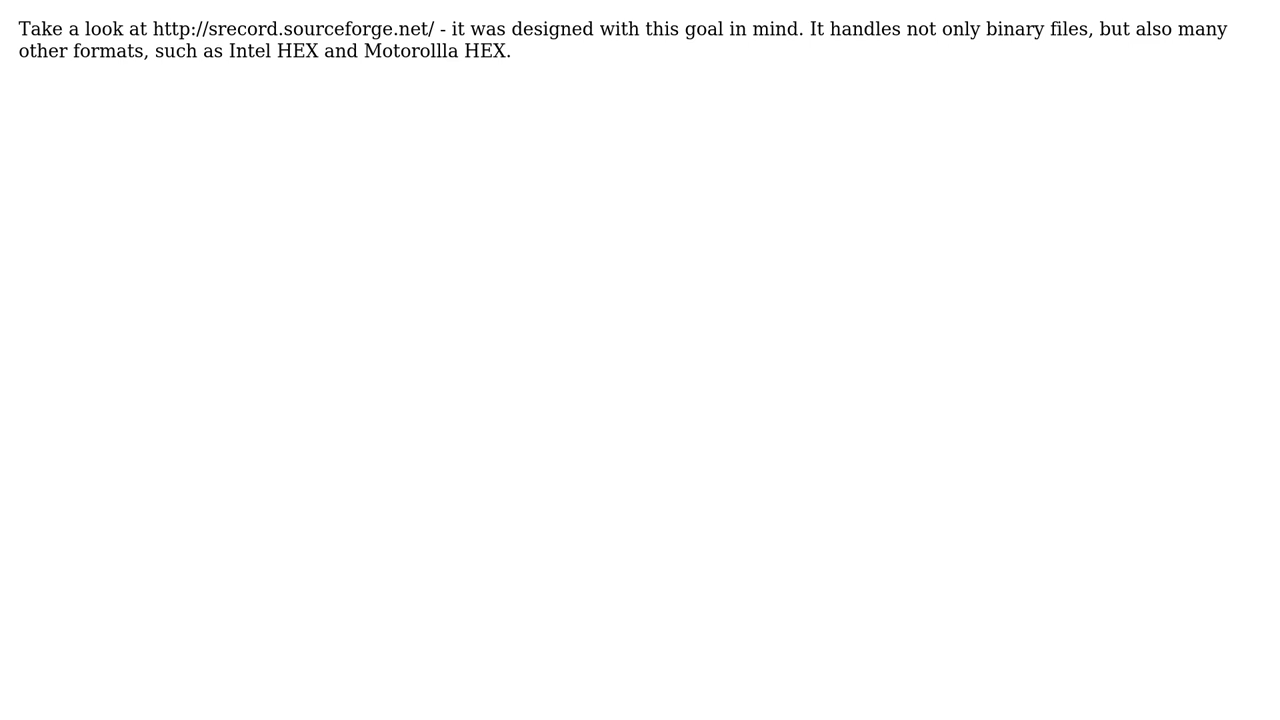 Take a look at http://srecord.sourceforge.net/ - it was designed with this goal in mind. It handles not only binary files, but also many
other formats, such as Intel HEX and Motorollla HEX.